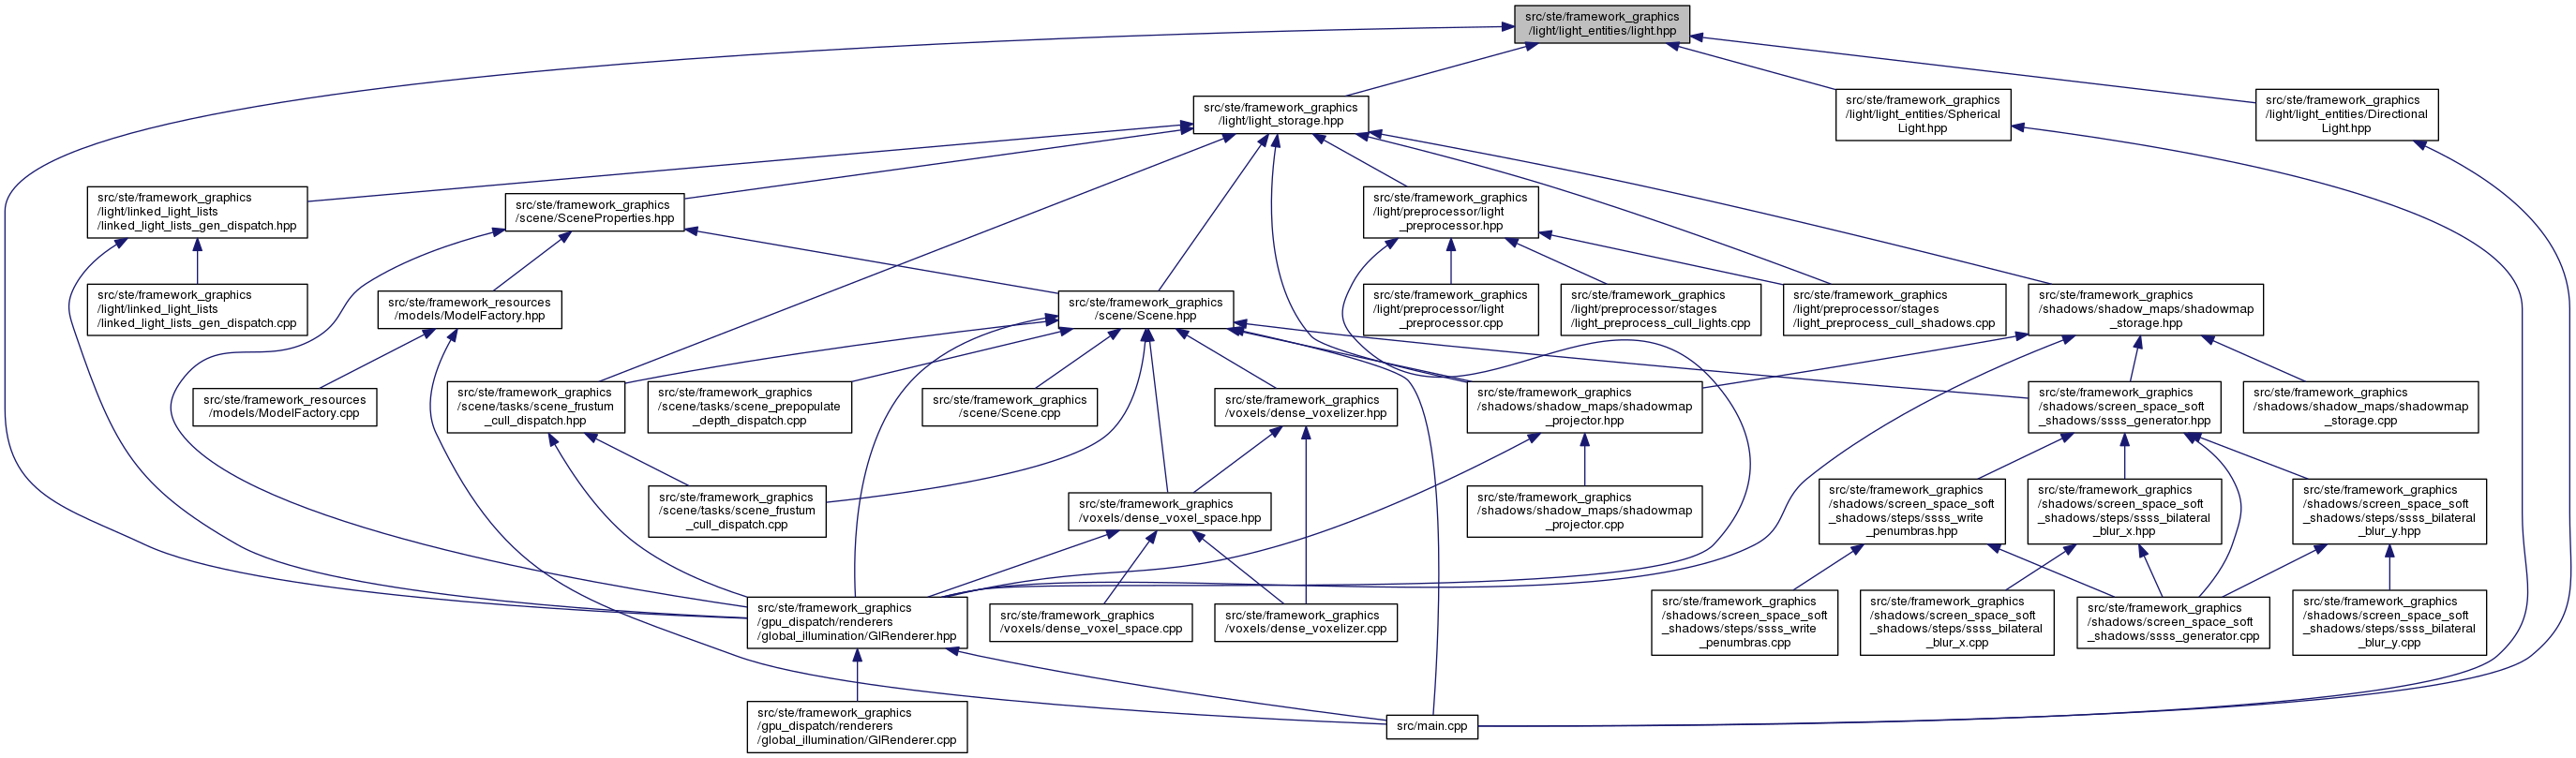 src/ste/framework_graphics
/light/light_entities/light.hpp
src/ste/framework_graphics
/light/light_storage.hpp
src/ste/framework_graphics
/light/light_entities/Spherical
Light.hpp
src/ste/framework_graphics
/light/light_entities/Directional
Light.hpp
src/ste/framework_graphics
/light/linked_light_lists
/linked_light_lists_gen_dispatch.hpp
src/ste/framework_graphics
/scene/SceneProperties.hpp
src/ste/framework_graphics
/light/preprocessor/light
_preprocessor.hpp
src/ste/framework_graphics
/light/linked_light_lists
/linked_light_lists_gen_dispatch.cpp
src/ste/framework_resources
/models/ModelFactory.hpp
src/ste/framework_graphics
/scene/Scene.hpp
src/ste/framework_graphics
/light/preprocessor/light
_preprocessor.cpp
src/ste/framework_graphics
/light/preprocessor/stages
/light_preprocess_cull_lights.cpp
src/ste/framework_graphics
/light/preprocessor/stages
/light_preprocess_cull_shadows.cpp
src/ste/framework_graphics
/shadows/shadow_maps/shadowmap
_storage.hpp
src/ste/framework_resources
/models/ModelFactory.cpp
src/ste/framework_graphics
/scene/tasks/scene_frustum
_cull_dispatch.hpp
src/ste/framework_graphics
/scene/tasks/scene_prepopulate
_depth_dispatch.cpp
src/ste/framework_graphics
/scene/Scene.cpp
src/ste/framework_graphics
/voxels/dense_voxelizer.hpp
src/ste/framework_graphics
/shadows/shadow_maps/shadowmap
_projector.hpp
src/ste/framework_graphics
/shadows/screen_space_soft
_shadows/ssss_generator.hpp
src/ste/framework_graphics
/shadows/shadow_maps/shadowmap
_storage.cpp
src/ste/framework_graphics
/scene/tasks/scene_frustum
_cull_dispatch.cpp
src/ste/framework_graphics
/voxels/dense_voxel_space.hpp
src/ste/framework_graphics
/shadows/shadow_maps/shadowmap
_projector.cpp
src/ste/framework_graphics
/shadows/screen_space_soft
_shadows/steps/ssss_write
_penumbras.hpp
src/ste/framework_graphics
/shadows/screen_space_soft
_shadows/steps/ssss_bilateral
_blur_x.hpp
src/ste/framework_graphics
/shadows/screen_space_soft
_shadows/steps/ssss_bilateral
_blur_y.hpp
src/ste/framework_graphics
/gpu_dispatch/renderers
/global_illumination/GIRenderer.hpp
src/ste/framework_graphics
/voxels/dense_voxel_space.cpp
src/ste/framework_graphics
/voxels/dense_voxelizer.cpp
src/ste/framework_graphics
/shadows/screen_space_soft
_shadows/steps/ssss_write
_penumbras.cpp
src/ste/framework_graphics
/shadows/screen_space_soft
_shadows/steps/ssss_bilateral
_blur_x.cpp
src/ste/framework_graphics
/shadows/screen_space_soft
_shadows/ssss_generator.cpp
src/ste/framework_graphics
/shadows/screen_space_soft
_shadows/steps/ssss_bilateral
_blur_y.cpp
src/ste/framework_graphics
/gpu_dispatch/renderers
/global_illumination/GIRenderer.cpp
src/main.cpp